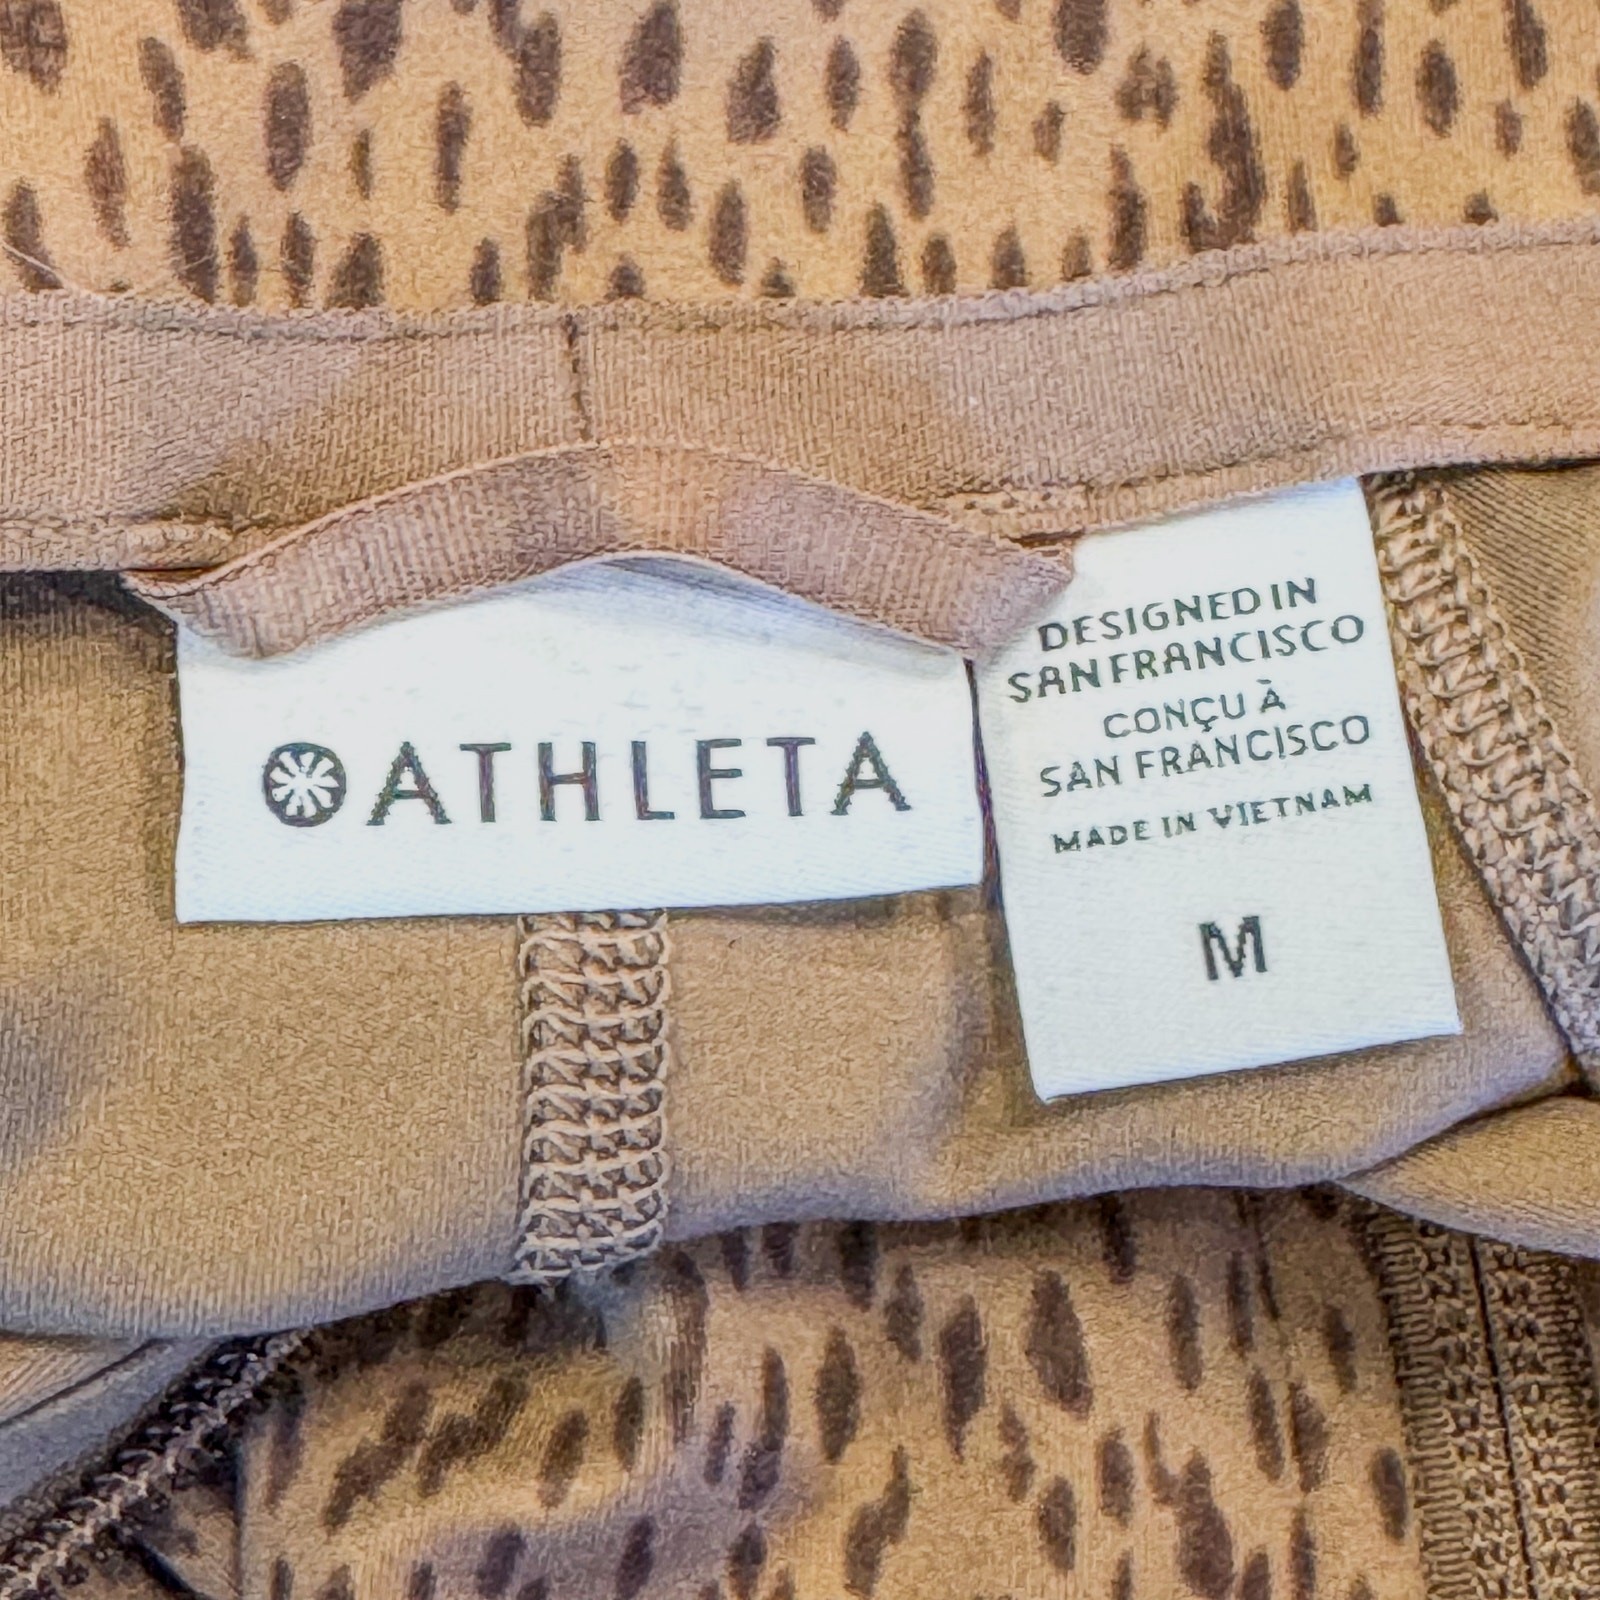 ATHLETA
DESIGNED IN
SAN FRANCISCO
CONÇU À
SAN FRANCISCO
MADE IN VIETNAM
M